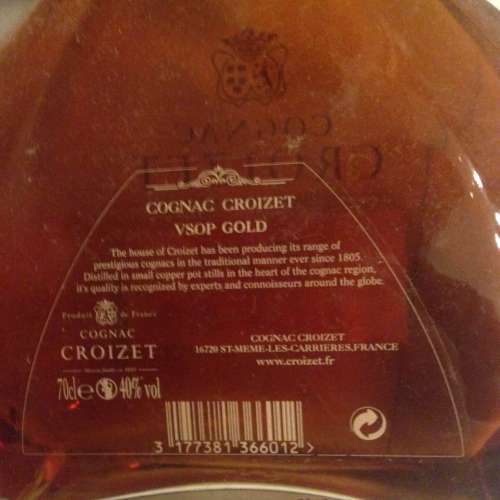 COGNAC
CROIZET
COGNAC CROIZET
VSOP GOLD
The house of Croizet has been producing its range of
prestigious cognacs in the traditional manner ever since 1805.
Distilled in small copper pot stills in the heart of the cognac region,
it's quality is recognized by experts and connoisseurs around the globe.
Produit de France
COGNAC
CROIZET
70cl e 40% vol
COGNAC CROIZET
16720 ST-MEME-LES-CARRIERES,FRANCE
www.croizet.fr
3 177381 366012 >